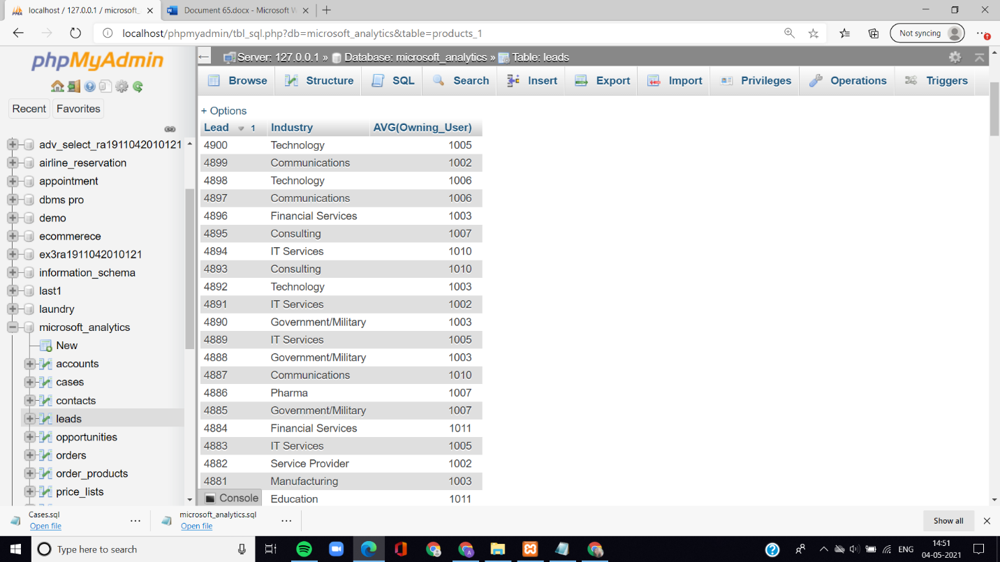 localhost / 127.0.0.1 / microsoft_
Document 65.docx - Microsoft W
localhost/phpmyadmin/tbl_sql.php?db=microsoft_analytics&table=products_1
Not syncing
phpMyAdmin
Recent
Favorites
adv_select_ra1911042010121
airline_reservation
appointment
dbms pro
demo
ecommerece
ex3ra1911042010121
information_schema
last1
laundry
microsoft_analytics
New
accounts
cases
contacts
leads
opportunities
orders
order_products
price_lists
Server: 127.0.0.1 » Database: microsoft_analytics » Table: leads
Browse Structure SQL Search Insert Export Import Privileges Operations Triggers
+ Options
Lead 1 Industry AVG(Owning_User)
4900 Technology 1005
4899 Communications 1002
4898 Technology 1006
4897 Communications 1006
4896 Financial Services 1003
4895 Consulting 1007
4894 IT Services 1010
4893 Consulting 1010
4892 Technology 1003
4891 IT Services 1002
4890 Government/Military 1003
4889 IT Services 1005
4888 Government/Military 1003
4887 Communications 1010
4886 Pharma 1007
4885 Government/Military 1007
4884 Financial Services 1011
4883 IT Services 1005
4882 Service Provider 1002
4881 Manufacturing 1003
Console Education 1011
Cases.sql
Open file
microsoft_analytics.sql
Open file
Show all
Type here to search
ENG
14:51
04-05-2021